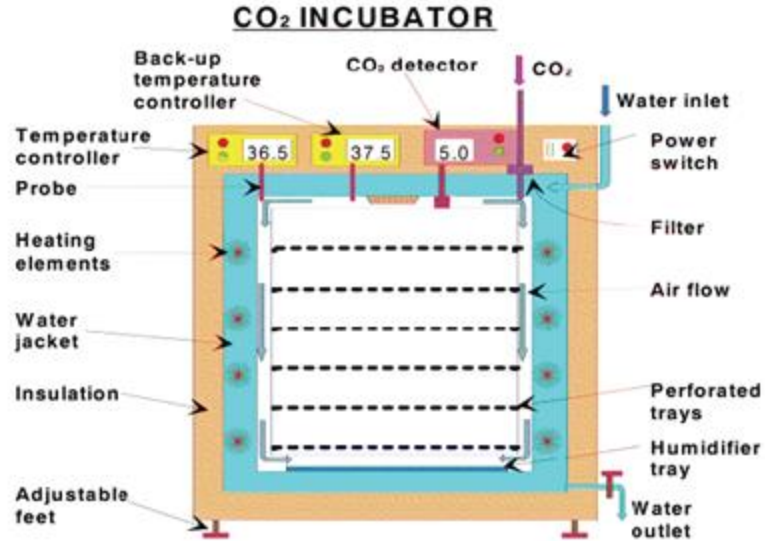 CO₂ INCUBATOR
Back-up
temperature
controller
CO₂ detector
CO₂
Water inlet
Temperature
controller
36.5
37.5
5.0
Power
switch
Probe
Filter
Heating
elements
Air flow
Water
jacket
Insulation
Perforated
trays
Humidifier
tray
Adjustable
feet
Water
outlet